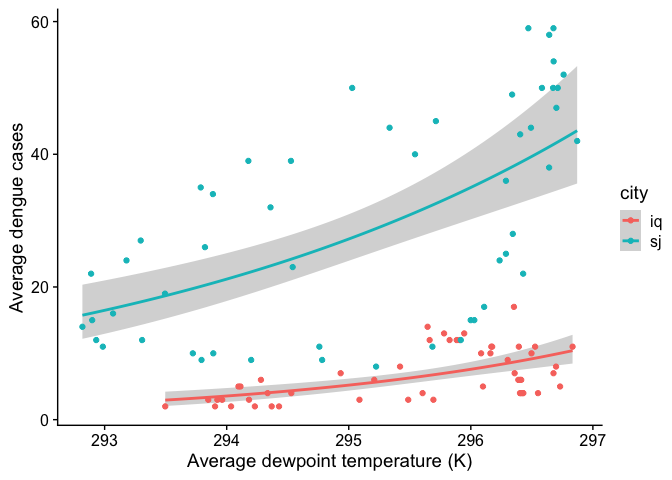 60
40
20
0
Average dengue cases
293
294
295
296
297
Average dewpoint temperature (K)
city
iq
sj